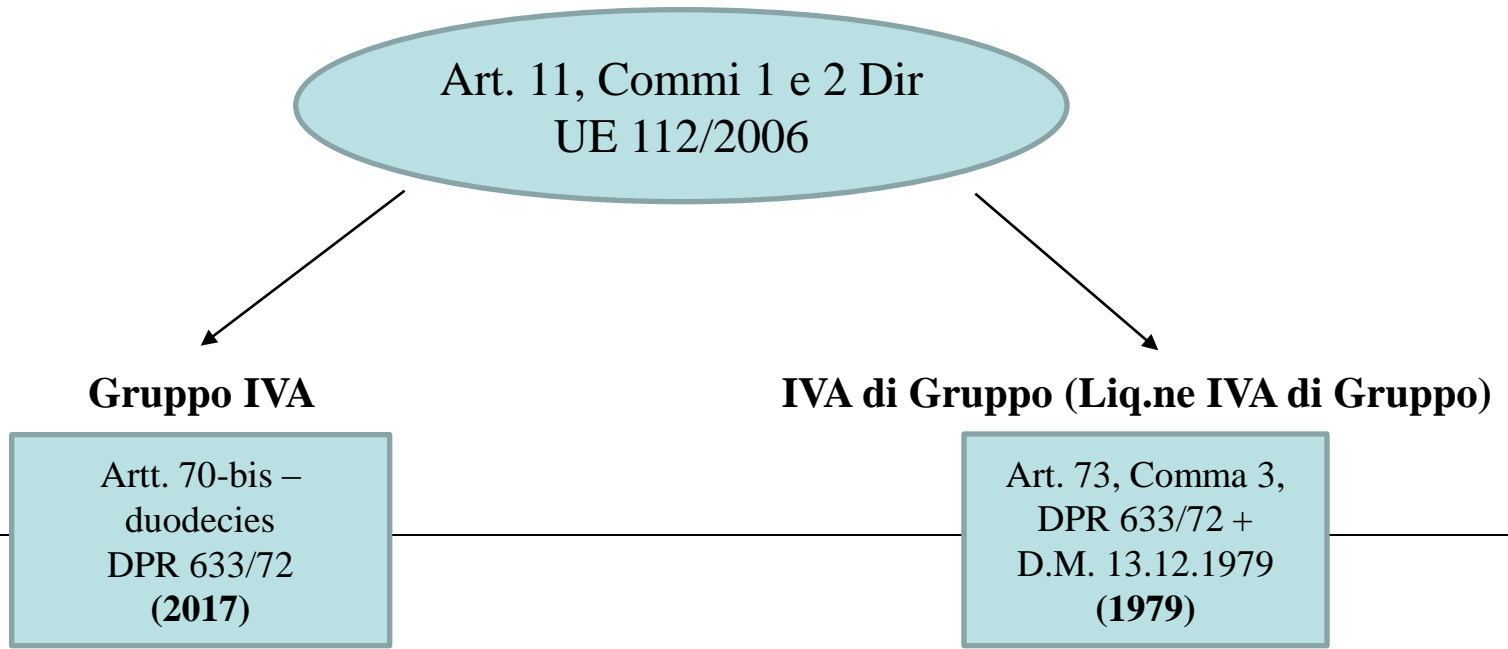 Art. 11, Commi 1 e 2 Dir
UE 112/2006
Gruppo IVA
Artt. 70-bis –
duodecies
DPR 633/72
(2017)
IVA di Gruppo (Liq.ne IVA di Gruppo)
Art. 73, Comma 3,
DPR 633/72 +
D.M. 13.12.1979
(1979)